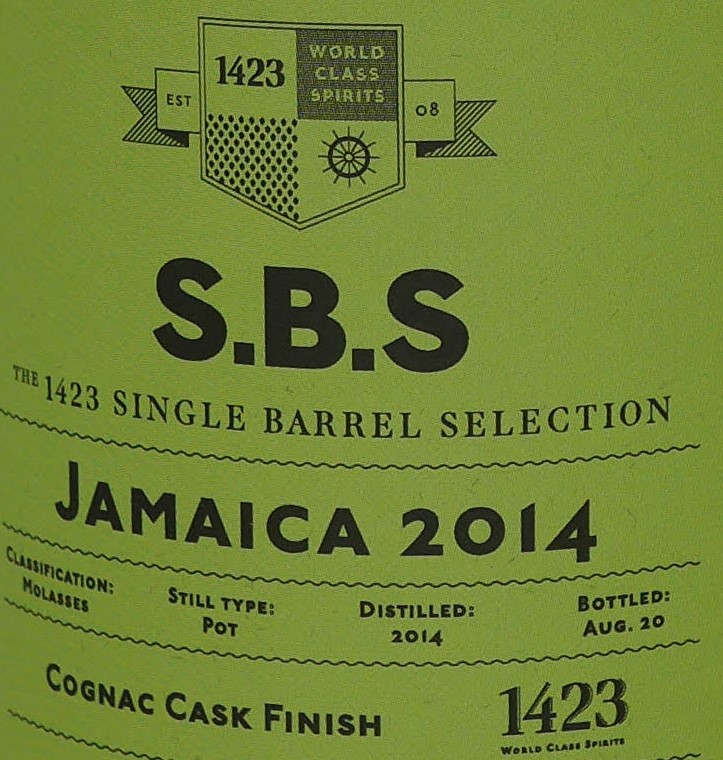 1423
WORLD
CLASS
SPIRITS
EST
08
S.B.S
THE 1423 SINGLE BARREL SELECTION
JAMAICA 2014
CLASSIFICATION:
MOLASSES
STILL TYPE:
POT
DISTILLED:
2014
BOTTLED:
AUG. 20
COGNAC CASK FINISH
1423
WORLD CLASS SPIRITS